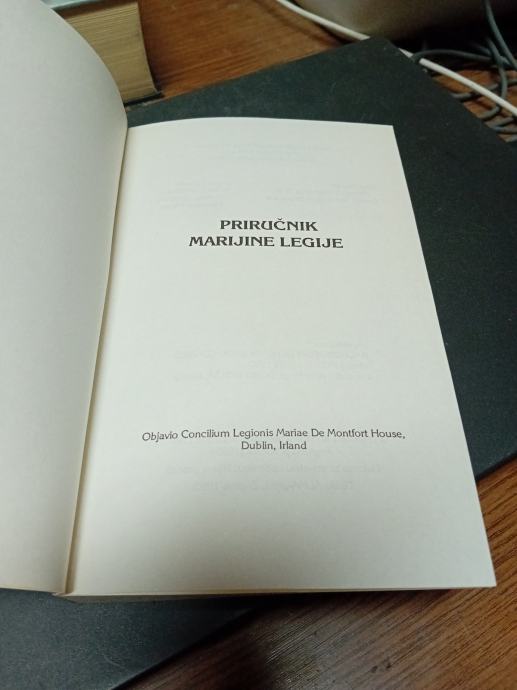 PRIRUČNIK
MARIJINE LEGIJE
Objavio Concilium Legionis Mariae De Montfort House,
Dublin, Irland